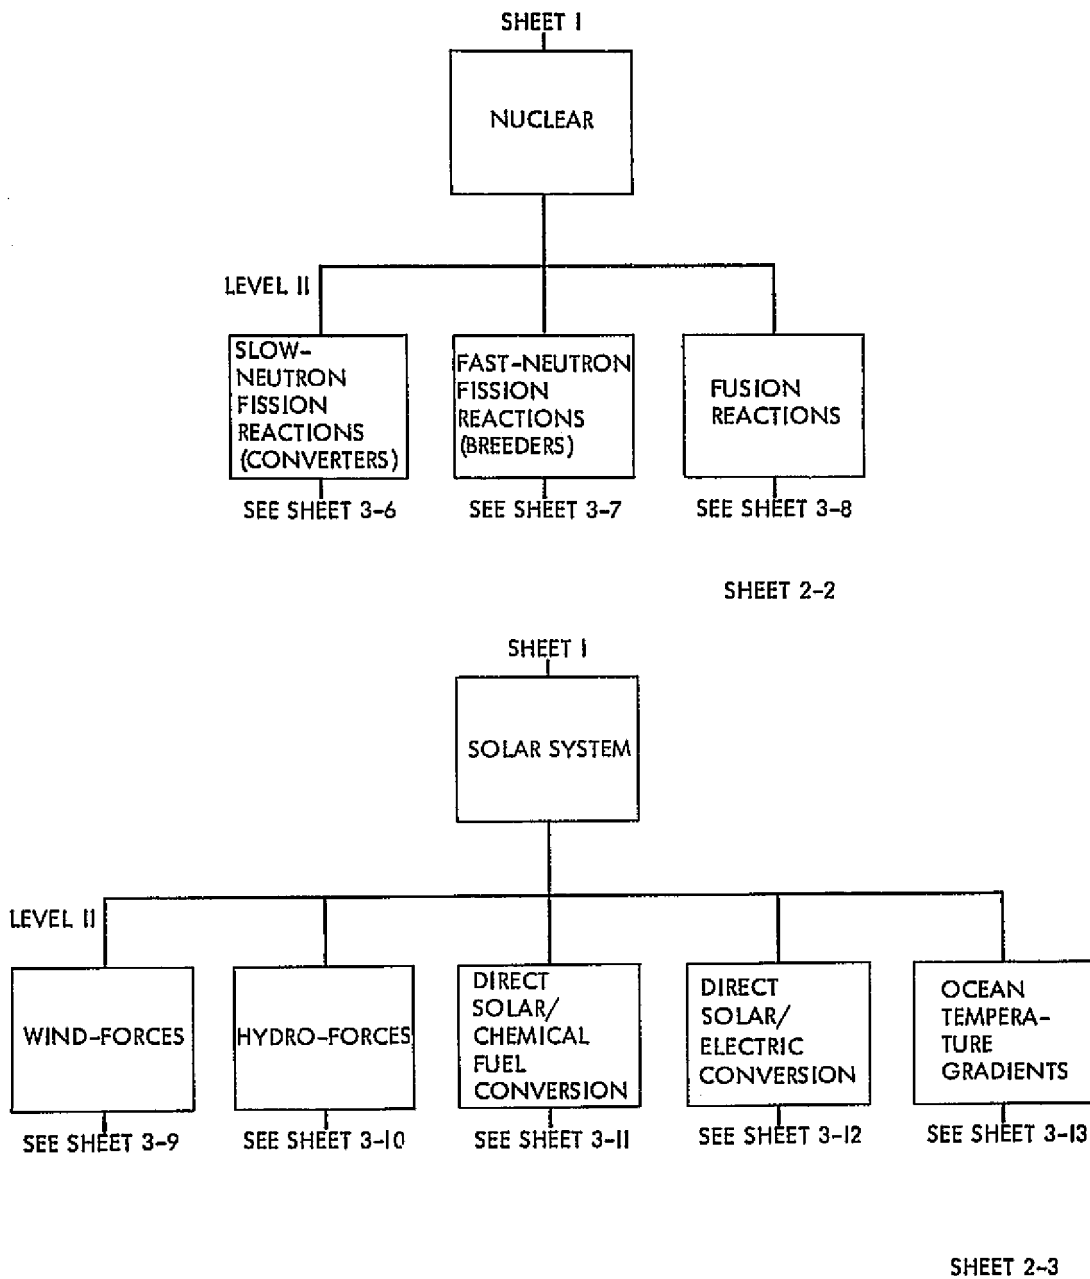 SHEET I
NUCLEAR
LEVEL II
SLOW-
NEUTRON
FISSION
REACTIONS
(CONVERTERS)
SEE SHEET 3-6
FAST-NEUTRON
FISSION
REACTIONS
(BREEDERS)
SEE SHEET 3-7
FUSION
REACTIONS
SEE SHEET 3-8
SHEET 2-2
SHEET I
SOLAR SYSTEM
LEVEL II
WIND-FORCES
SEE SHEET 3-9
HYDRO-FORCES
SEE SHEET 3-10
DIRECT
SOLAR/
CHEMICAL
FUEL
CONVERSION
SEE SHEET 3-11
DIRECT
SOLAR/
ELECTRIC
CONVERSION
SEE SHEET 3-12
OCEAN
TEMPERA-
TURE
GRADIENTS
SEE SHEET 3-13
SHEET 2-3